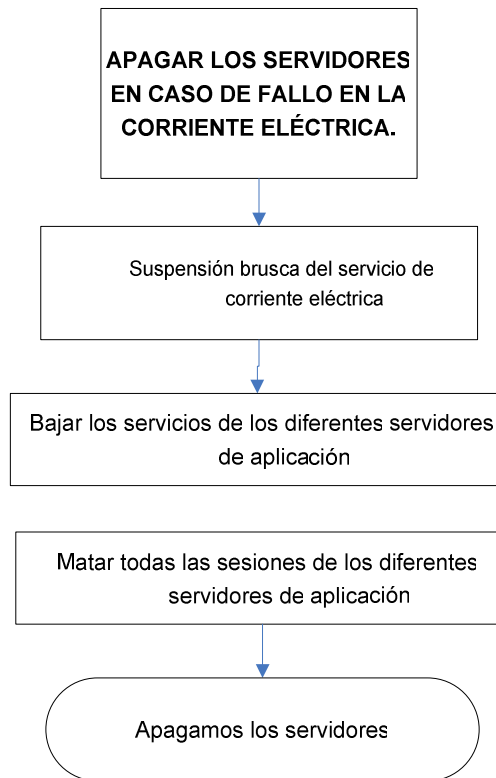 APAGAR LOS SERVIDORES
EN CASO DE FALLO EN LA
CORRIENTE ELÉCTRICA.
Suspensión brusca del servicio de
corriente eléctrica
Bajar los servicios de los diferentes servidores
de aplicación
Matar todas las sesiones de los diferentes
servidores de aplicación
Apagamos los servidores